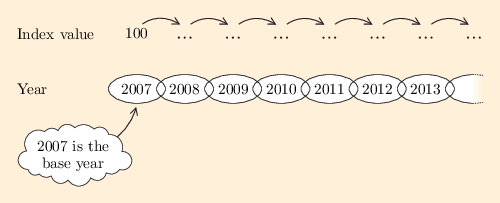 Index value 100 ... ... ... ... ... ... ...
Year 2007 2008 2009 2010 2011 2012 2013
2007 is the
base year